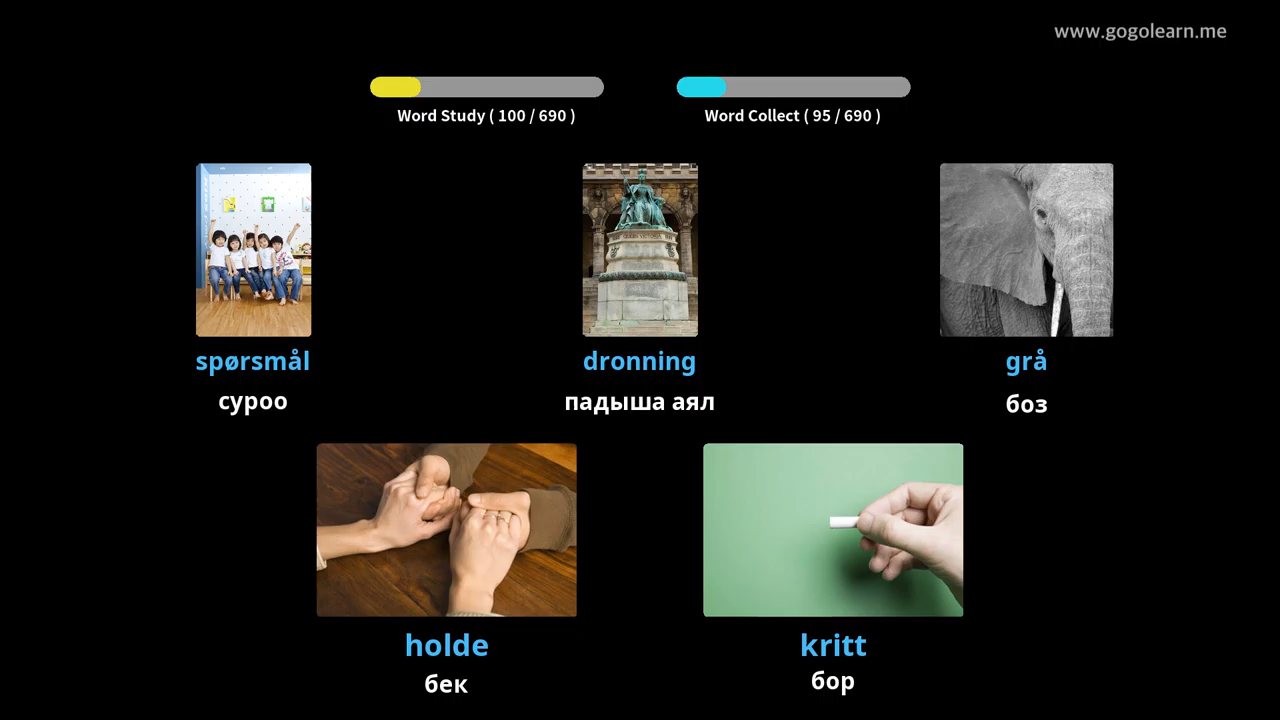 www.gogolearn.me
Word Study ( 100 / 690 )
Word Collect ( 95 / 690 )
spørsmål
суроо
dronning
падыша аял
grå
боз
holde
бек
kritt
бор